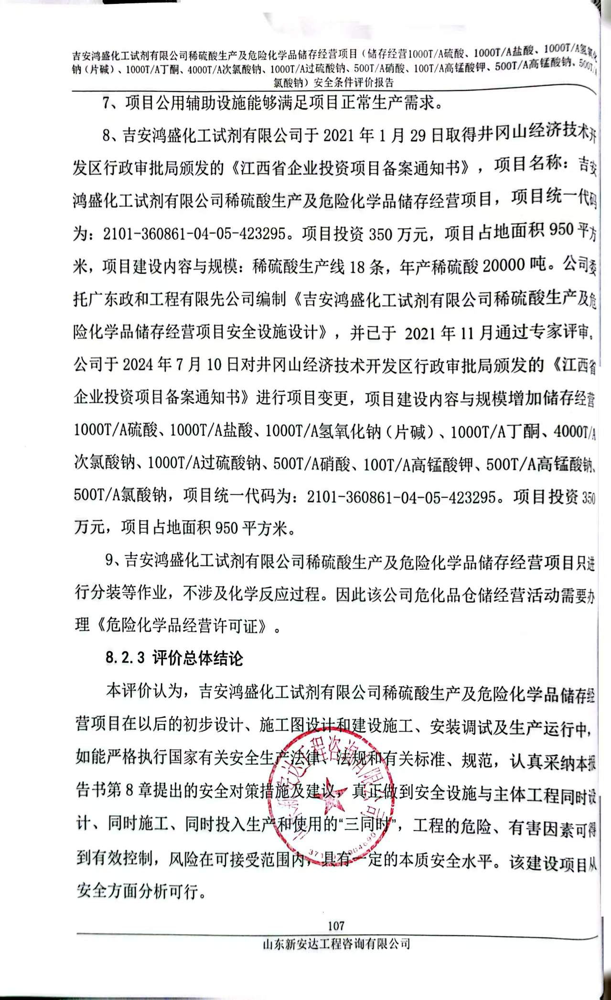 吉安鸿盛化工试剂有限公司稀硫酸生产及危险化学品储存经营项目（储存经营1000T/A硫酸、1000T/A盐酸、1000T/A氢氧化
钠（片碱）、1000T/A丁酮、4000T/A次氯酸钠、1000T/A过硫酸钠、500T/A硝酸、100T/A高锰酸钾、500T/A高锰酸钠、500T/A
氯酸钠）安全条件评价报告
7、项目公用辅助设施能够满足项目正常生产需求。
8、吉安鸿盛化工试剂有限公司于 2021 年 1 月 29 日取得井冈山经济技术开
发区行政审批局颁发的《江西省企业投资项目备案通知书》，项目名称：吉安
鸿盛化工试剂有限公司稀硫酸生产及危险化学品储存经营项目，项目统一代码
为：2101-360861-04-05-423295。项目投资 350 万元，项目占地面积 950 平方
米，项目建设内容与规模：稀硫酸生产线 18 条，年产稀硫酸 20000 吨。公司委
托广东政和工程有限先公司编制《吉安鸿盛化工试剂有限公司稀硫酸生产及危
险化学品储存经营项目安全设施设计》，并已于 2021 年 11 月通过专家评审。
公司于 2024 年 7 月 10 日对井冈山经济技术开发区行政审批局颁发的《江西省
企业投资项目备案通知书》进行项目变更，项目建设内容与规模增加储存经营
1000T/A硫酸、1000T/A盐酸、1000T/A氢氧化钠（片碱）、1000T/A丁酮、4000T/A
次氯酸钠、1000T/A过硫酸钠、500T/A硝酸、100T/A高锰酸钾、500T/A高锰酸钠、
500T/A氯酸钠，项目统一代码为：2101-360861-04-05-423295。项目投资 350
万元，项目占地面积 950 平方米。
9、吉安鸿盛化工试剂有限公司稀硫酸生产及危险化学品储存经营项目只进
行分装等作业，不涉及化学反应过程。因此该公司危化品仓储经营活动需要办
理《危险化学品经营许可证》。
8.2.3 评价总体结论
本评价认为，吉安鸿盛化工试剂有限公司稀硫酸生产及危险化学品储存经
营项目在以后的初步设计、施工图设计和建设施工、安装调试及生产运行中，
如能严格执行国家有关安全生产法律、法规和有关标准、规范，认真采纳本报
告书第 8 章提出的安全对策措施及建议，真正做到安全设施与主体工程同时设
计、同时施工、同时投入生产和使用的“三同时”，工程的危险、有害因素可得
到有效控制，风险在可接受范围内，具有一定的本质安全水平。该建设项目从
安全方面分析可行。
山东新安达工程咨询有限公司
107
山东新安达工程咨询有限公司